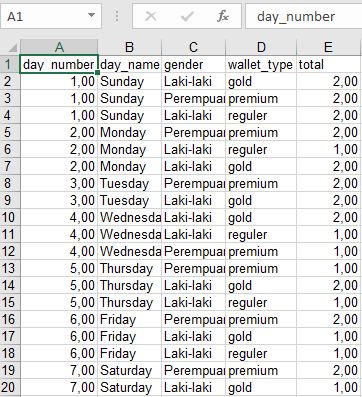 A1 fx day_number
A B C D E
1 day_number day_name gender wallet_type total
2 1,00 Sunday Laki-laki gold 2,00
3 1,00 Sunday Perempuan premium 2,00
4 1,00 Sunday Laki-laki reguler 2,00
5 2,00 Monday Perempuan premium 2,00
6 2,00 Monday Laki-laki reguler 1,00
7 2,00 Monday Laki-laki gold 2,00
8 3,00 Tuesday Perempuan premium 2,00
9 3,00 Tuesday Laki-laki gold 2,00
10 4,00 Wednesda Laki-laki gold 2,00
11 4,00 Wednesda Laki-laki reguler 1,00
12 4,00 Wednesda Perempuan premium 1,00
13 5,00 Thursday Perempuan premium 1,00
14 5,00 Thursday Laki-laki gold 2,00
15 5,00 Thursday Laki-laki reguler 1,00
16 6,00 Friday Perempuan premium 2,00
17 6,00 Friday Laki-laki gold 1,00
18 6,00 Friday Laki-laki reguler 1,00
19 7,00 Saturday Perempuan premium 2,00
20 7,00 Saturday Laki-laki gold 1,00